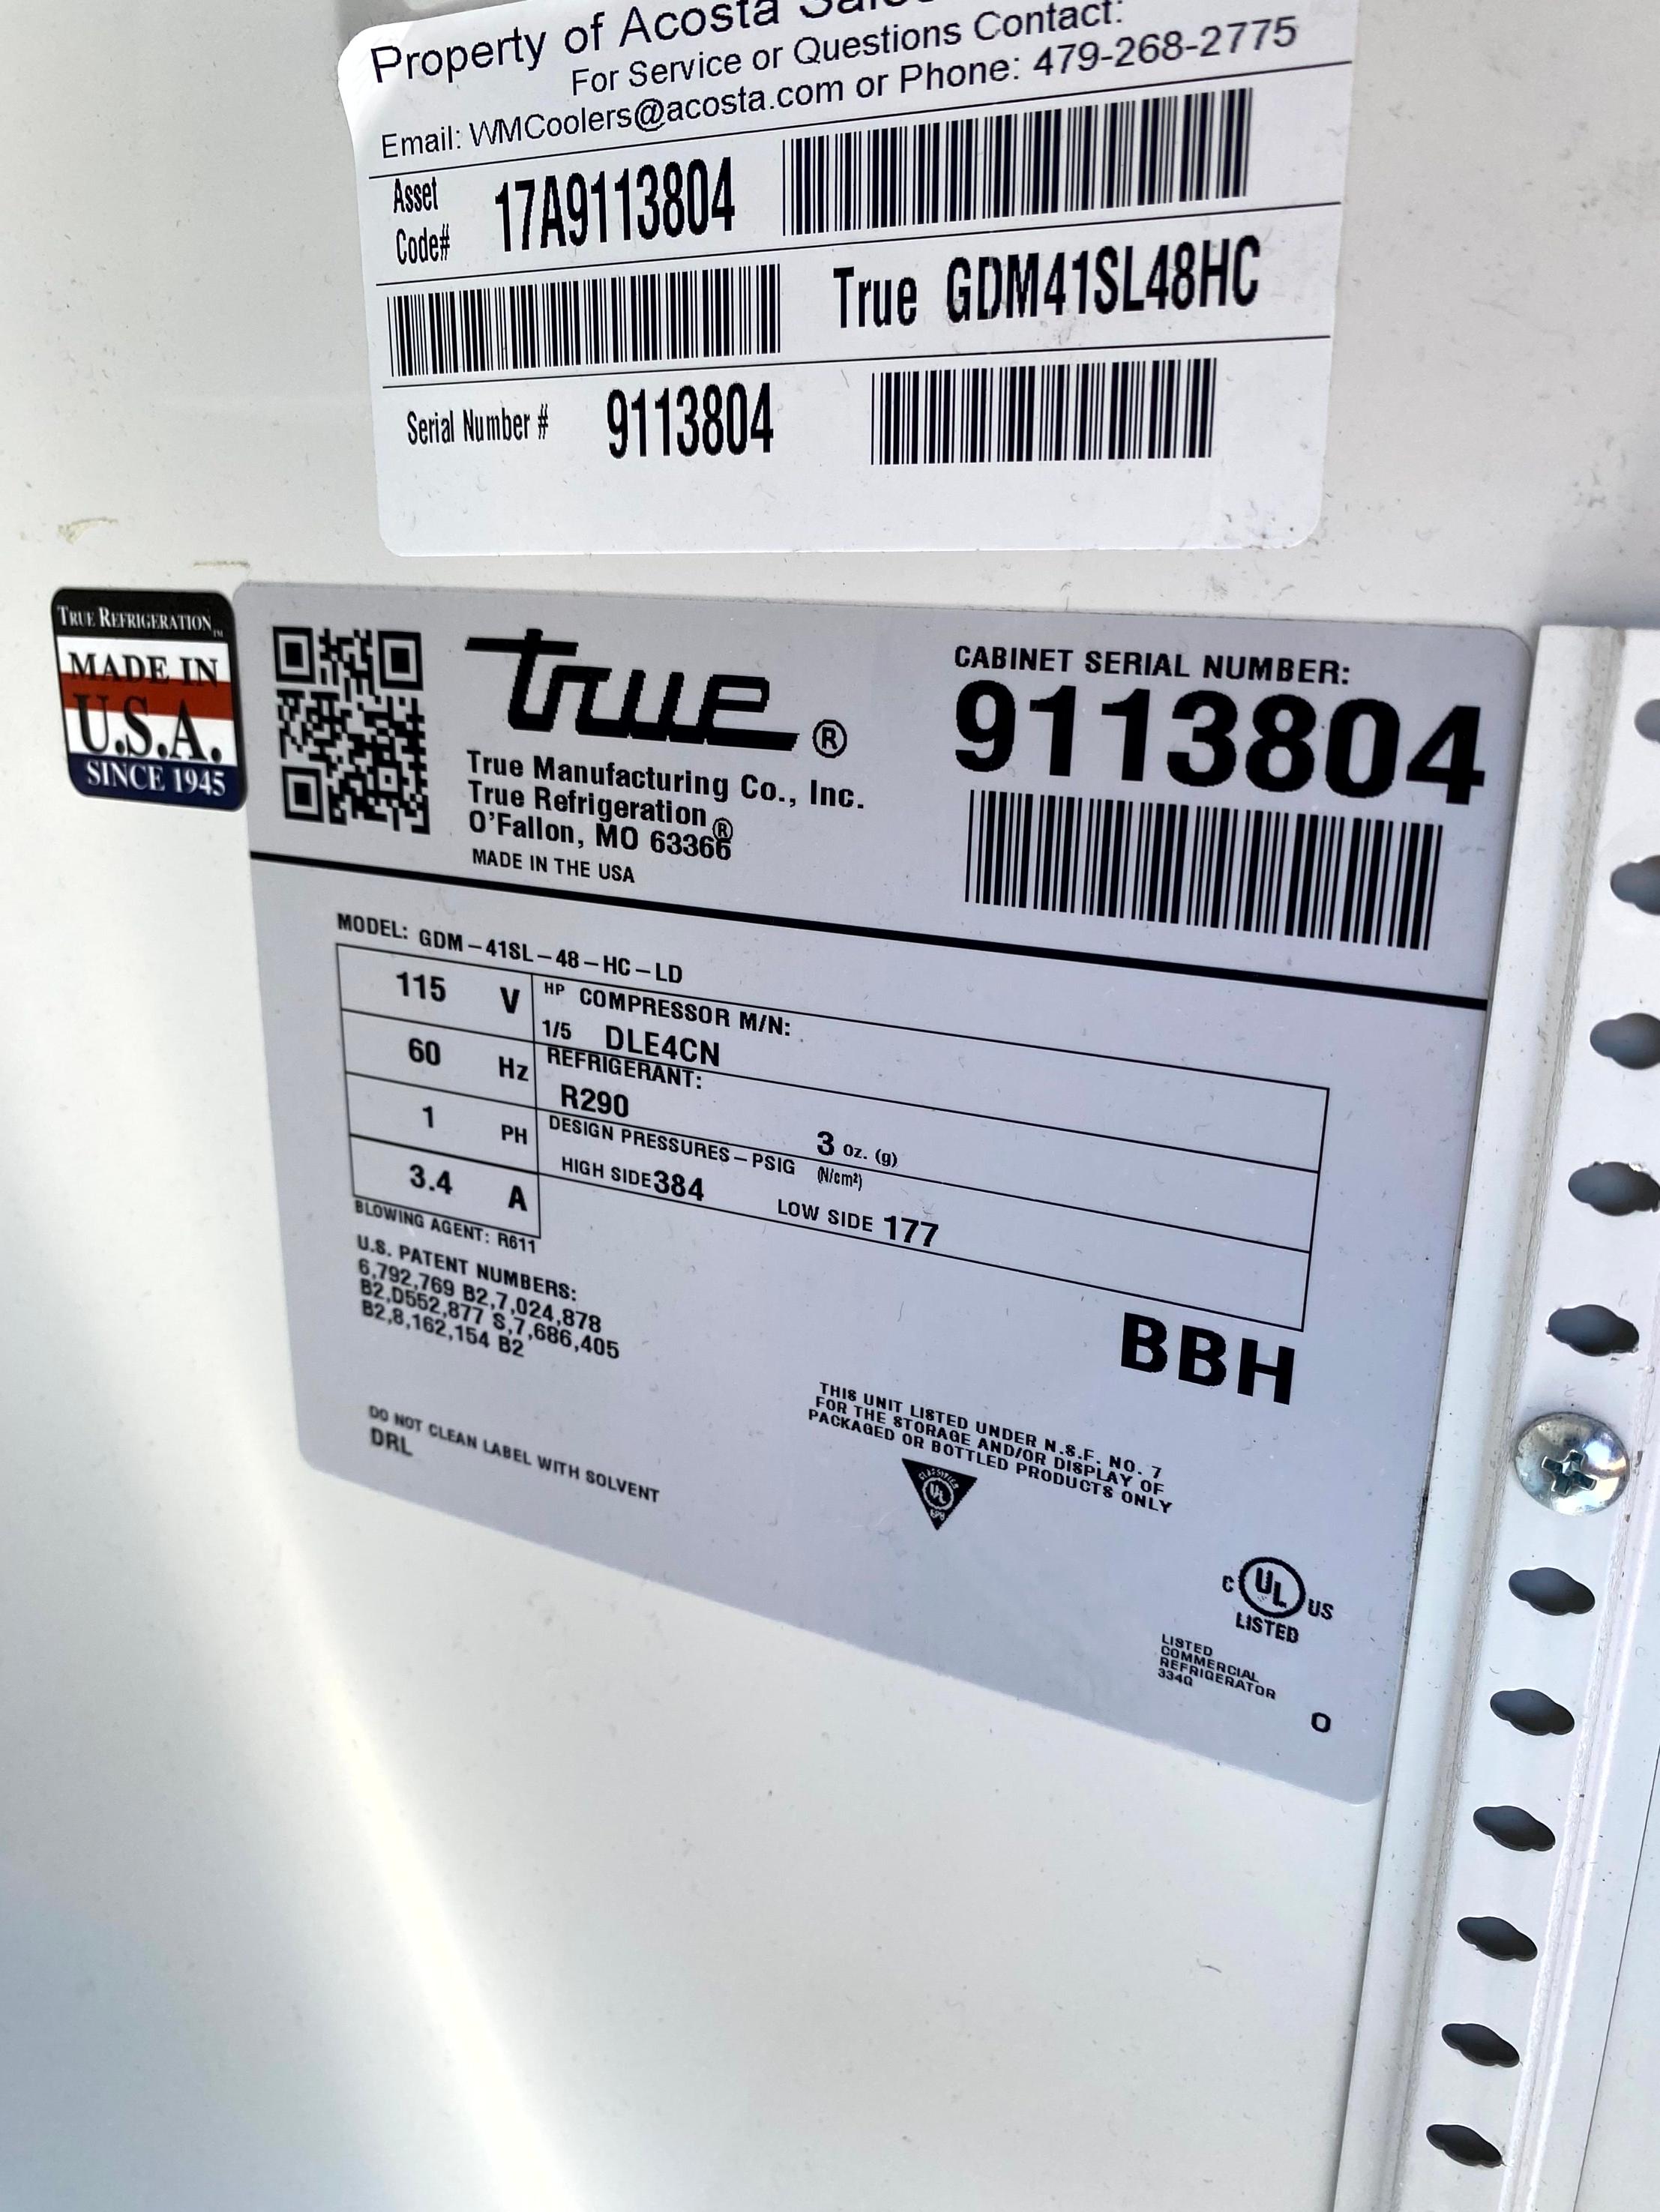 Property of Acosta
For Service or Questions Contact:
Email: WMCoolers@acosta.com or Phone: 479-268-2775
Asset
Code# 17A9113804
True GDM41SL48HC
Serial Number # 9113804
TRUE REFRIGERATION TM
MADE IN
U.S.A.
SINCE 1945
true ®
True Manufacturing Co., Inc.
True Refrigeration ®
O'Fallon, MO 63366
MADE IN THE USA
CABINET SERIAL NUMBER:
9113804
MODEL: GDM-41SL-48-HC-LD
115 V
60 Hz
1 PH
3.4 A
HP COMPRESSOR M/N:
1/5 DLE4CN
REFRIGERANT:
R290 3 oz. (g)
DESIGN PRESSURES-PSIG (N/cm²)
HIGH SIDE 384 LOW SIDE 177
BLOWING AGENT: R611
U.S. PATENT NUMBERS:
6,792,769 B2,7,024,878
B2,D552,877 S,7,686,405
B2,8,162,154 B2
BBH
DO NOT CLEAN LABEL WITH SOLVENT
DRL
THIS UNIT LISTED UNDER N.S.F. NO. 7
FOR THE STORAGE AND/OR DISPLAY OF
PACKAGED OR BOTTLED PRODUCTS ONLY
CLASSIFIED
UL
EPH
C UL US
LISTED
LISTED
COMMERCIAL
REFRIGERATOR
334Q
O